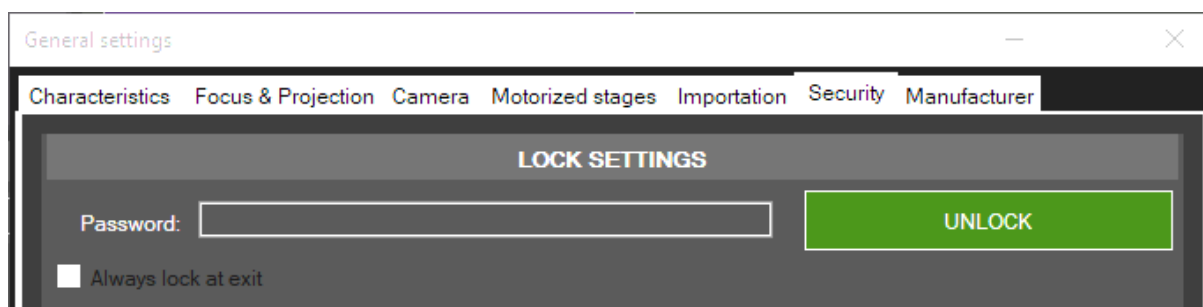 General settings
Characteristics Focus & Projection Camera Motorized stages Importation Security Manufacturer
LOCK SETTINGS
Password: UNLOCK
Always lock at exit